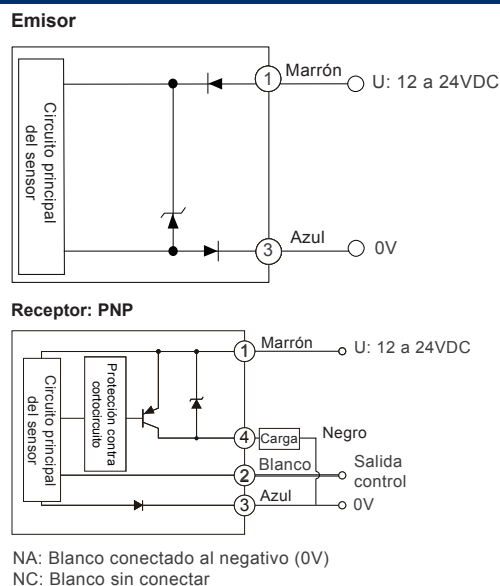 Emisor
Circuito principal
del sensor
1
Marrón
U: 12 a 24VDC
3
Azul
0V
Receptor: PNP
Circuito principal
del sensor
Protección contra
cortocircuito
1
Marrón
U: 12 a 24VDC
4
Carga
Negro
2
Blanco
Salida
control
3
Azul
0V
NA: Blanco conectado al negativo (0V)
NC: Blanco sin conectar